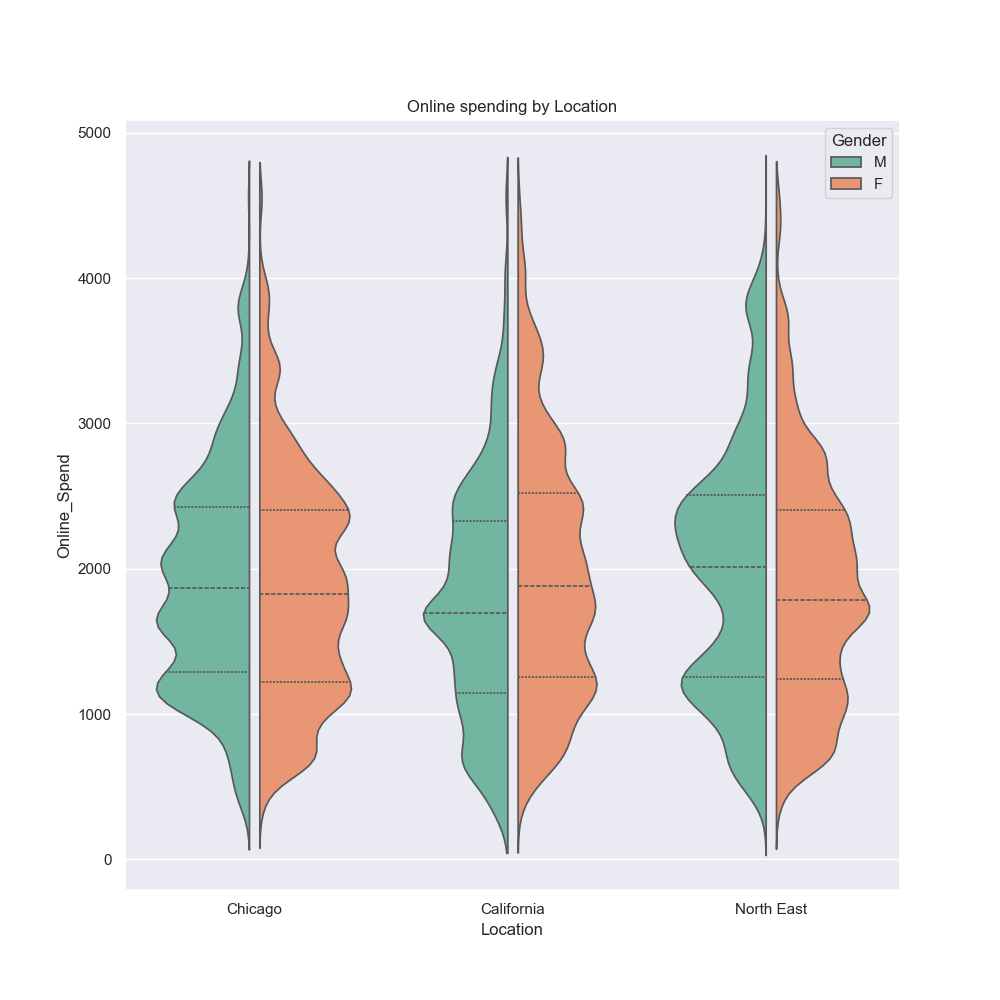 Online spending by Location
Gender
M
F
5000
4000
3000
2000
1000
0
Online_Spend
Chicago
California
North East
Location